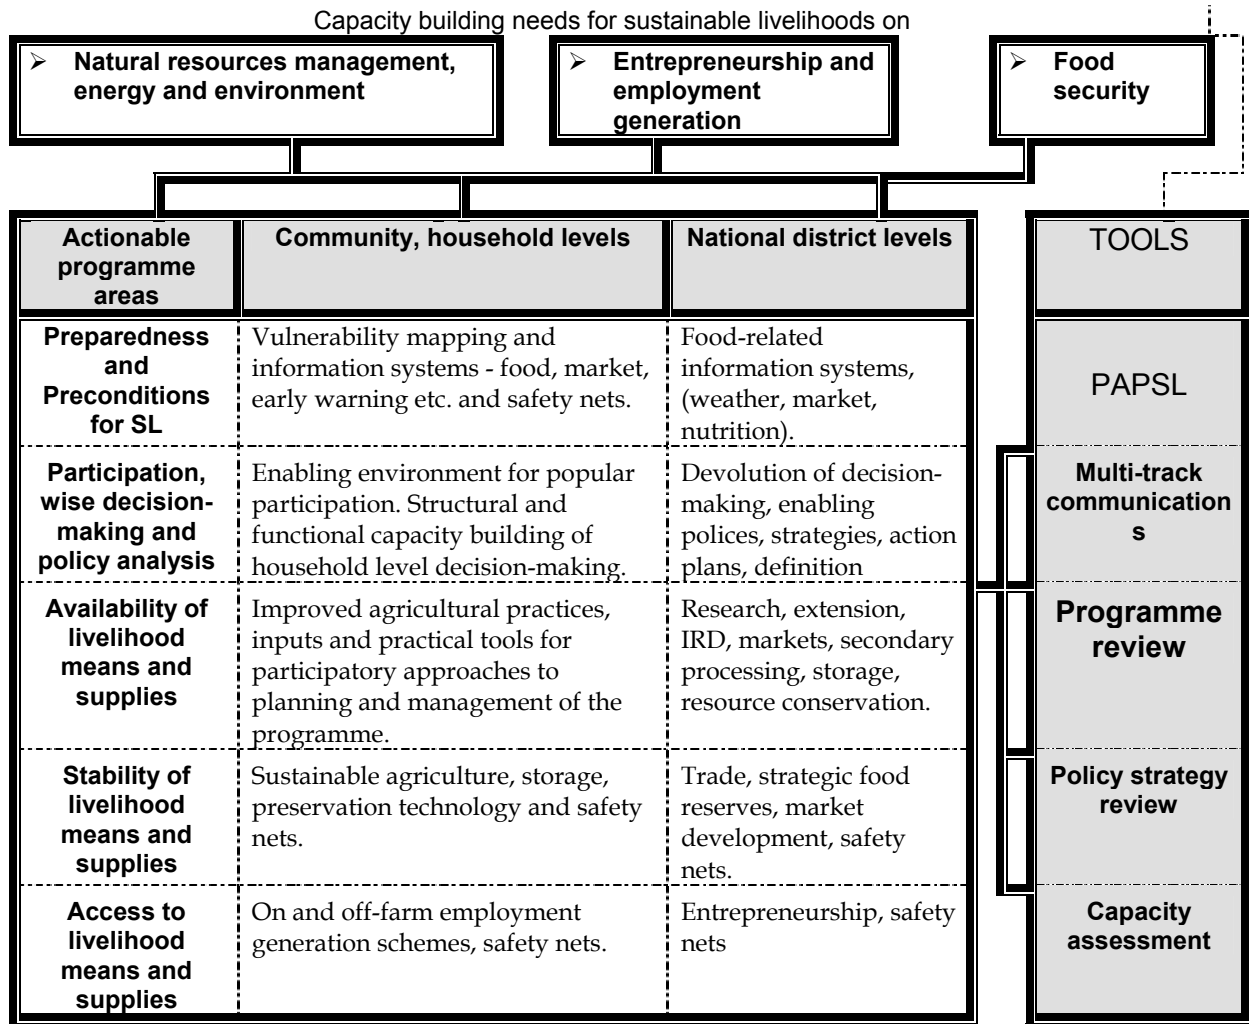 Capacity building needs for sustainable livelihoods on
➢ Natural resources management,
energy and environment
➢ Entrepreneurship and
employment
generation
➢ Food
security
Actionable
programme
areas
Community, household levels
National district levels
TOOLS
Preparedness
and
Preconditions
for SL
Vulnerability mapping and
information systems - food, market,
early warning etc. and safety nets.
Food-related
information systems,
(weather, market,
nutrition).
PAPSL
Participation,
wise decision-
making and
policy analysis
Enabling environment for popular
participation. Structural and
functional capacity building of
household level decision-making.
Devolution of decision-
making, enabling
polices, strategies, action
plans, definition
Multi-track
communication
s
Availability of
livelihood
means and
supplies
Improved agricultural practices,
inputs and practical tools for
participatory approaches to
planning and management of the
programme.
Research, extension,
IRD, markets, secondary
processing, storage,
resource conservation.
Programme
review
Stability of
livelihood
means and
supplies
Sustainable agriculture, storage,
preservation technology and safety
nets.
Trade, strategic food
reserves, market
development, safety
nets.
Policy strategy
review
Access to
livelihood
means and
supplies
On and off-farm employment
generation schemes, safety nets.
Entrepreneurship, safety
nets
Capacity
assessment